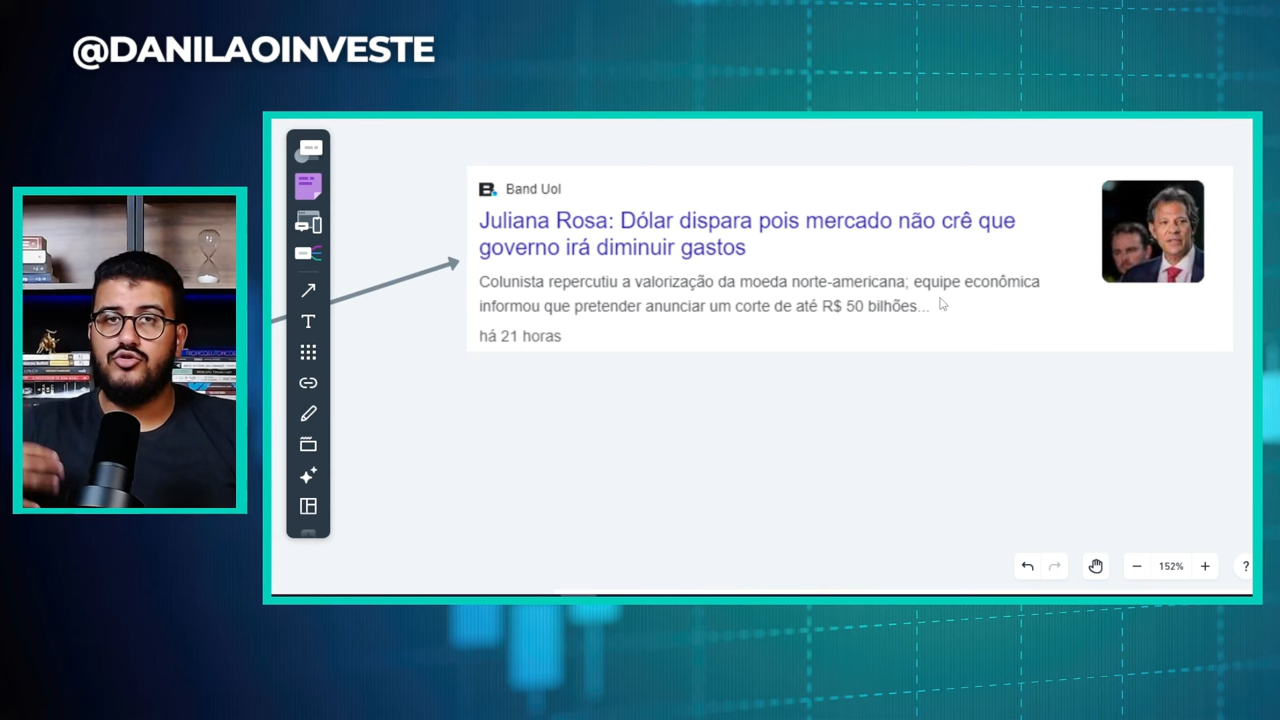 @DANILAOINVESTE
Band Uol
Juliana Rosa: Dólar dispara pois mercado não crê que
governo irá diminuir gastos
Colunista repercutiu a valorização da moeda norte-americana; equipe econômica
informou que pretender anunciar um corte de até R$ 50 bilhões...
há 21 horas
T
152%
?